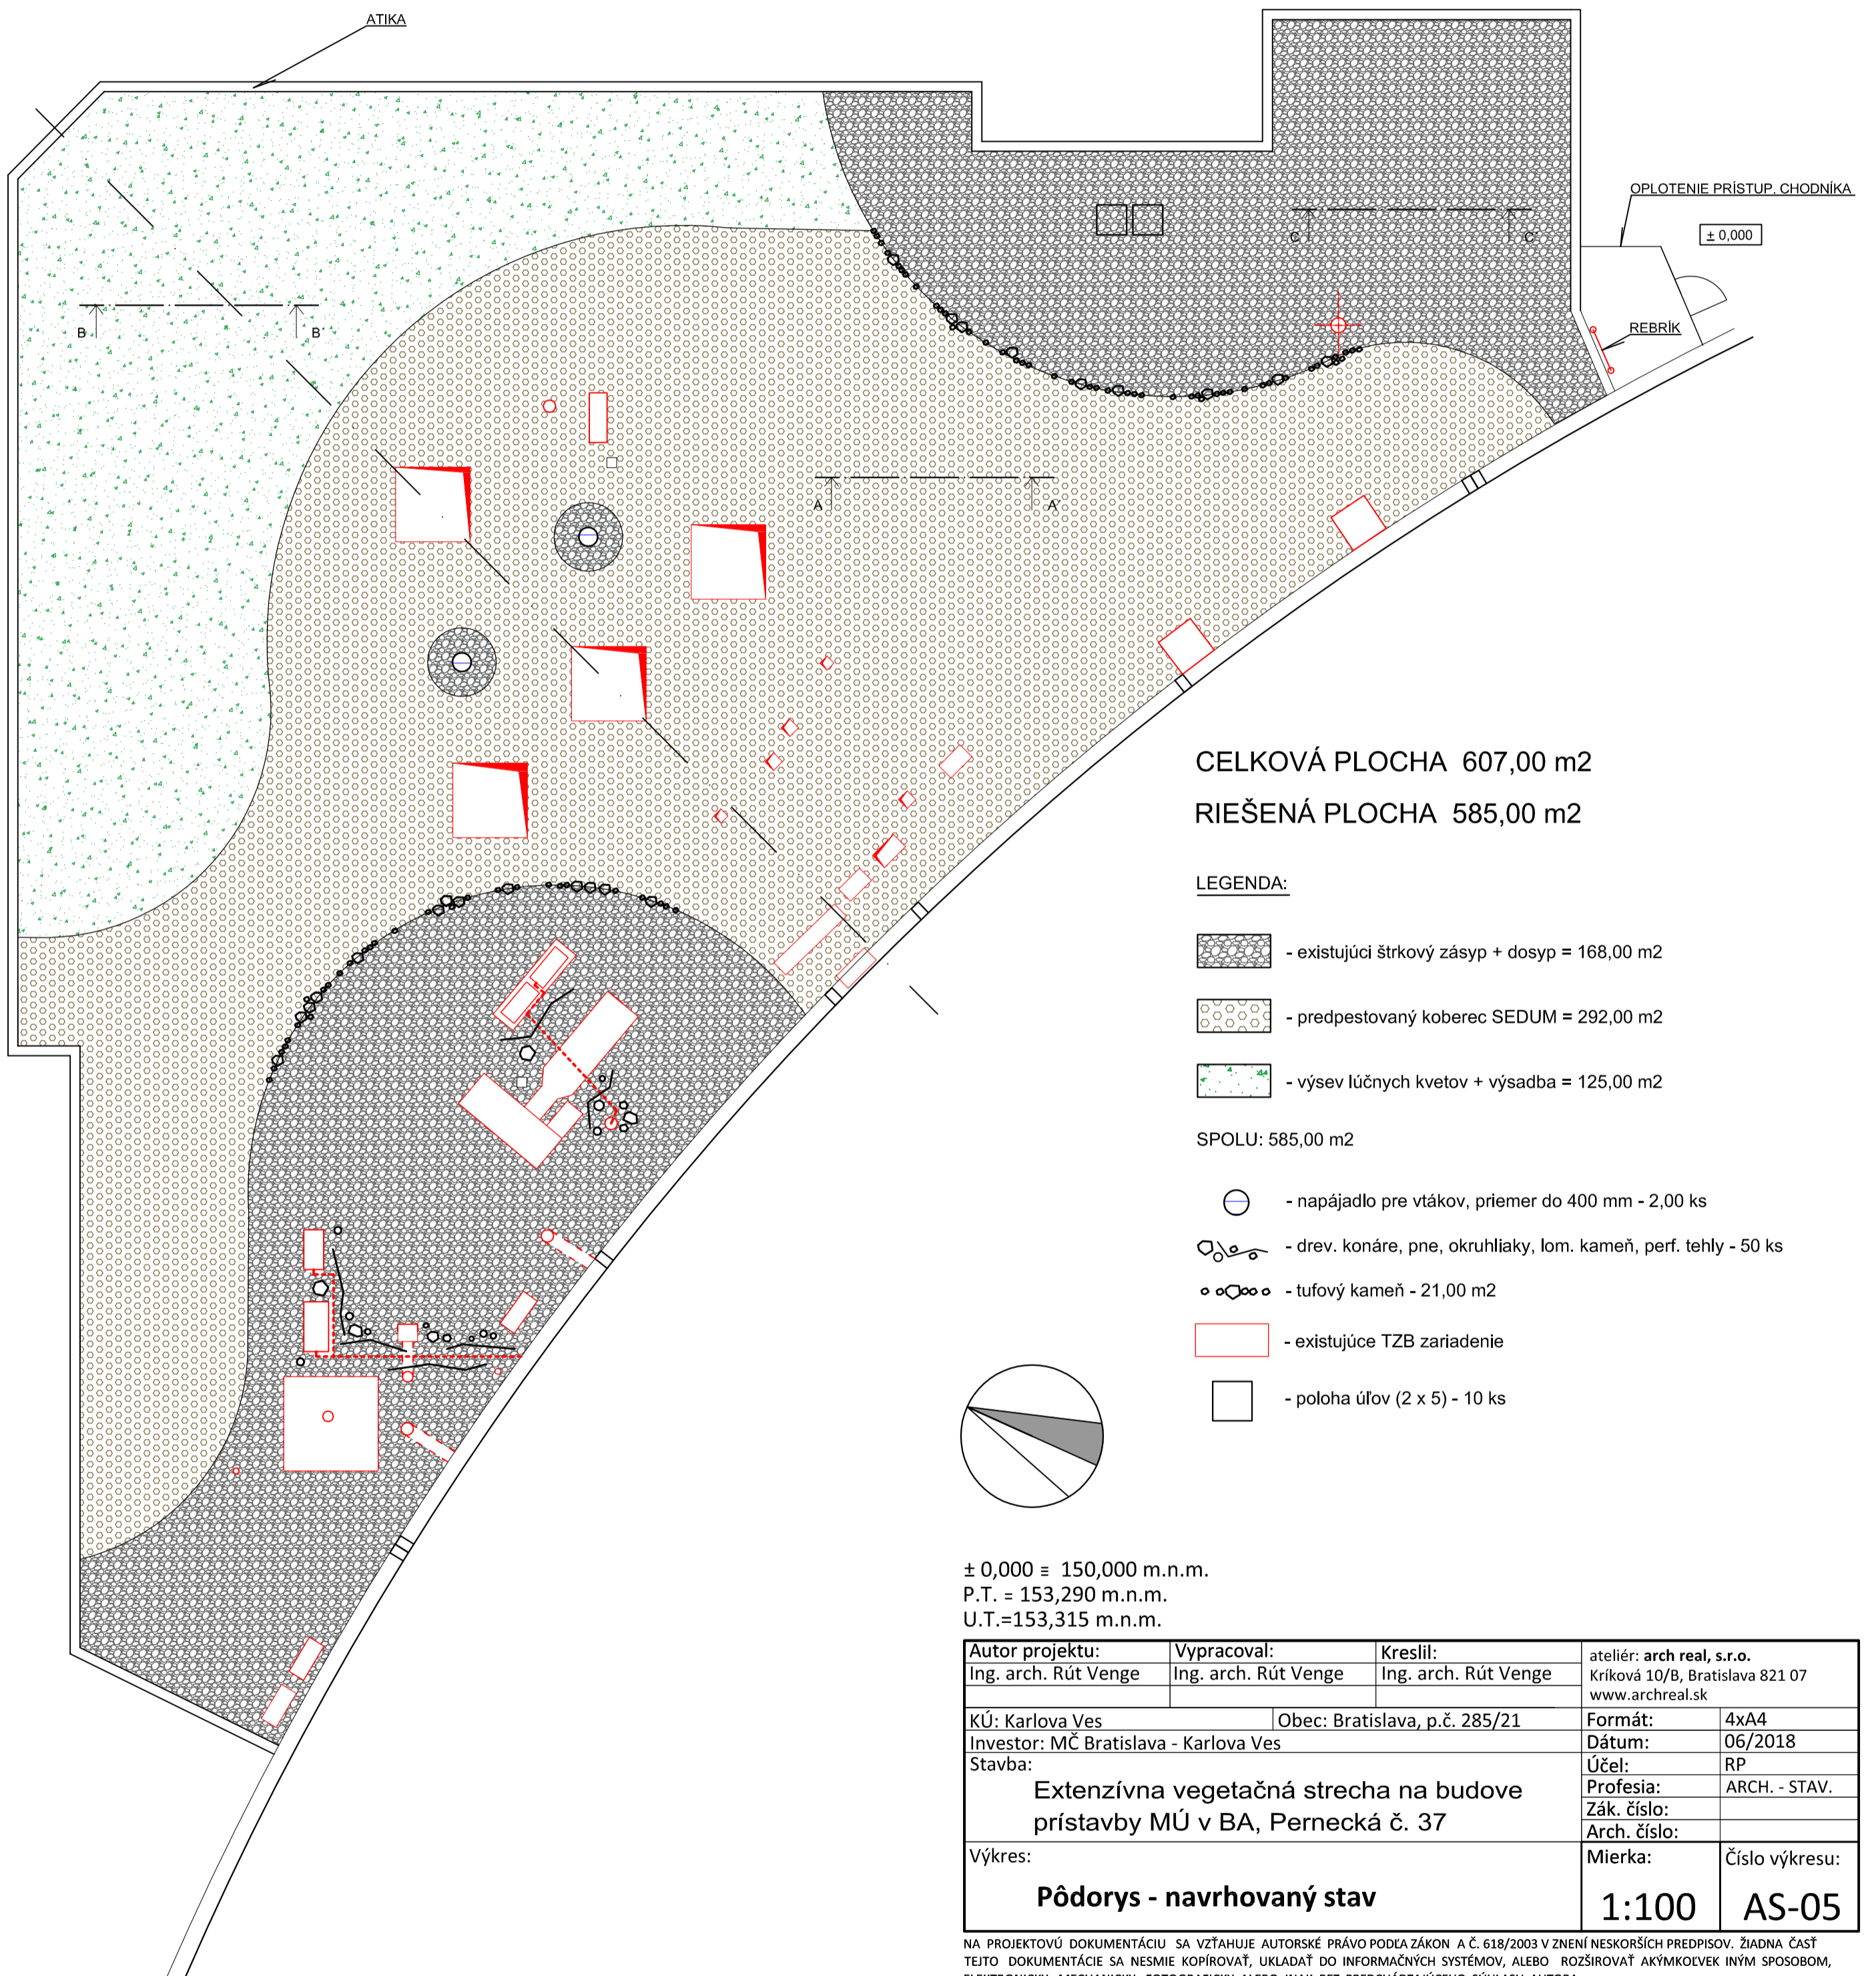 ATIKA
OPLOTENIE PRÍSTUP. CHODNÍKA
± 0,000
C
C´
REBRÍK
B
B´
A
A´
CELKOVÁ PLOCHA 607,00 m2
RIEŠENÁ PLOCHA 585,00 m2
LEGENDA:
- existujúci štrkový zásyp + dosyp = 168,00 m2
- predpestovaný koberec SEDUM = 292,00 m2
- výsev lúčnych kvetov + výsadba = 125,00 m2
SPOLU: 585,00 m2
- napájadlo pre vtákov, priemer do 400 mm - 2,00 ks
- drev. konáre, pne, okruhliaky, lom. kameň, perf. tehly - 50 ks
- tufový kameň - 21,00 m2
- existujúce TZB zariadenie
- poloha úľov (2 x 5) - 10 ks
± 0,000 ≡ 150,000 m.n.m.
P.T. = 153,290 m.n.m.
U.T.=153,315 m.n.m.
Autor projektu: Vypracoval: Kreslil:
Ing. arch. Rút Venge Ing. arch. Rút Venge Ing. arch. Rút Venge
ateliér: arch real, s.r.o.
Kríková 10/B, Bratislava 821 07
www.archreal.sk
KÚ: Karlova Ves Obec: Bratislava, p.č. 285/21
Investor: MČ Bratislava - Karlova Ves
Stavba:
Extenzívna vegetačná strecha na budove
prístavby MÚ v BA, Pernecká č. 37
Formát: 4xA4
Dátum: 06/2018
Účel: RP
Profesia: ARCH. - STAV.
Zák. číslo:
Arch. číslo:
Výkres:
Pôdorys - navrhovaný stav
Mierka: Číslo výkresu:
1:100 AS-05
NA PROJEKTOVÚ DOKUMENTÁCIU SA VZŤAHUJE AUTORSKÉ PRÁVO PODĽA ZÁKON A Č. 618/2003 V ZNENÍ NESKORŠÍCH PREDPISOV. ŽIADNA ČASŤ
TEJTO DOKUMENTÁCIE SA NESMIE KOPÍROVAŤ, UKLADAŤ DO INFORMAČNÝCH SYSTÉMOV, ALEBO ROZŠIROVAŤ AKÝMKOĽVEK INÝM SPOSOBOM,